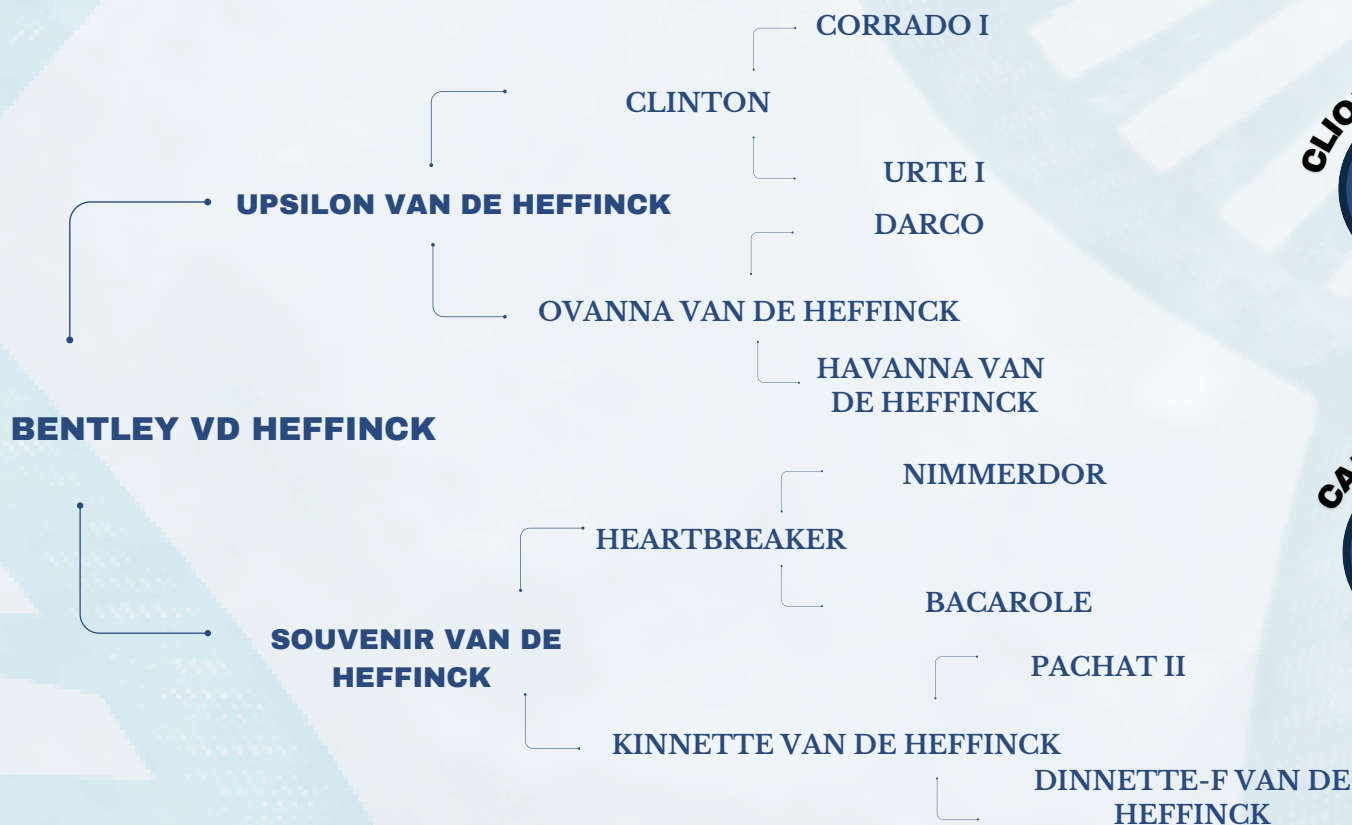 CORRADO I
CLINTON
URTE I
UPSILON VAN DE HEFFINCK
DARCO
OVANNA VAN DE HEFFINCK
HAVANNA VAN
DE HEFFINCK
BENTLEY VD HEFFINCK
NIMMERDOR
HEARTBREAKER
BACAROLE
SOUVENIR VAN DE
HEFFINCK
PACHAT II
KINNETTE VAN DE HEFFINCK
DINNETTE-F VAN DE
HEFFINCK